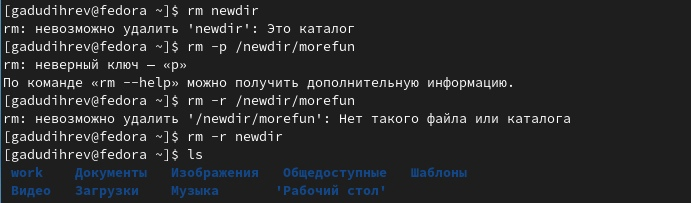 [gadudihrev@fedora ~]$ rm newdir
rm: невозможно удалить 'newdir': Это каталог
[gadudihrev@fedora ~]$ rm -p /newdir/morefun
rm: неверный ключ — «p»
По команде «rm --help» можно получить дополнительную информацию.
[gadudihrev@fedora ~]$ rm -r /newdir/morefun
rm: невозможно удалить '/newdir/morefun': Нет такого файла или каталога
[gadudihrev@fedora ~]$ rm -r newdir
[gadudihrev@fedora ~]$ ls
work Документы Изображения Общедоступные Шаблоны
Видео Загрузки Музыка 'Рабочий стол'